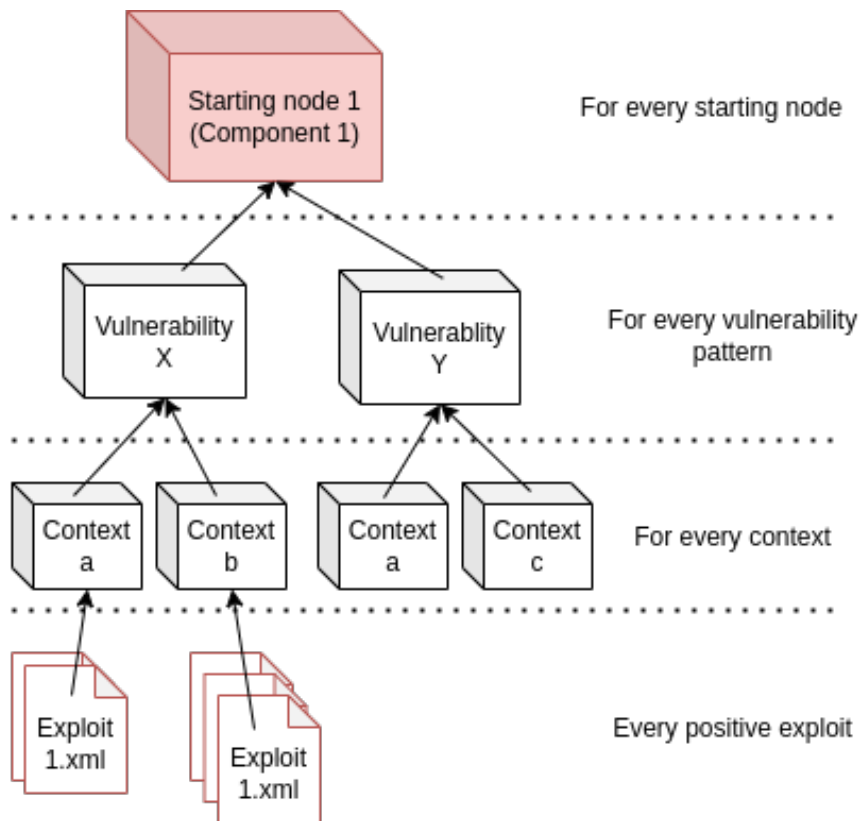 Starting node 1
(Component 1)
For every starting node
Vulnerability
X
Vulnerablity
Y
For every vulnerability
pattern
Context
a
Context
b
Context
a
Context
c
For every context
Exploit
1.xml
Exploit
1.xml
Every positive exploit